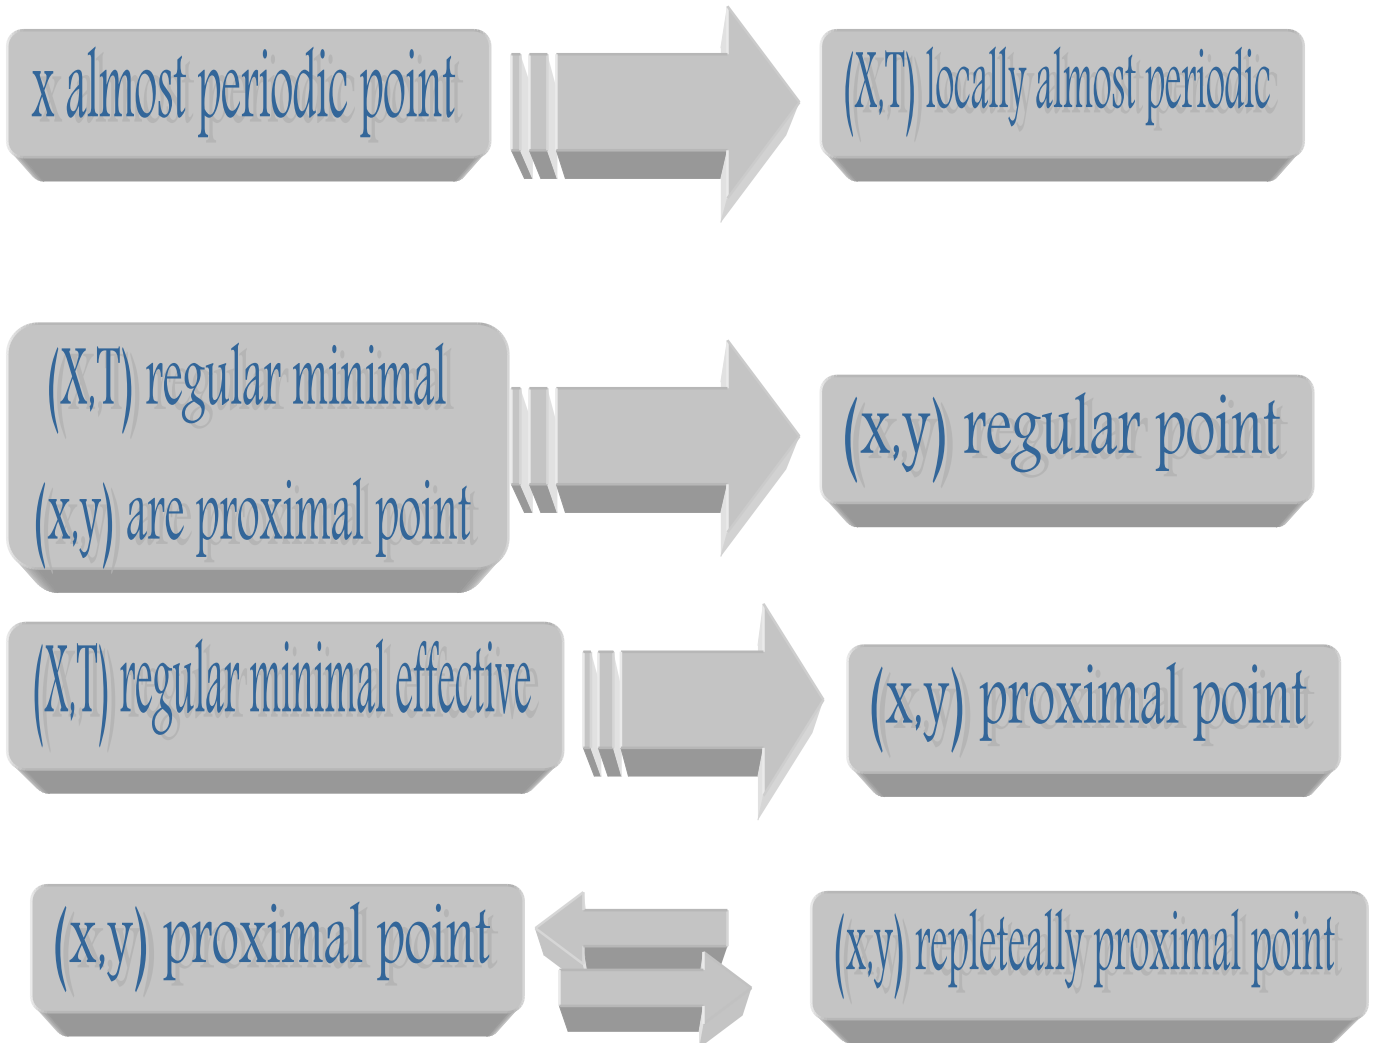 x almost periodic point
(X,T) locally almost periodic
(X,T) regular minimal
(x,y) are proximal point
(x,y) regular point
(X,T) regular minimal effective
(x,y) proximal point
(x,y) proximal point
(x,y) repleteally proximal point